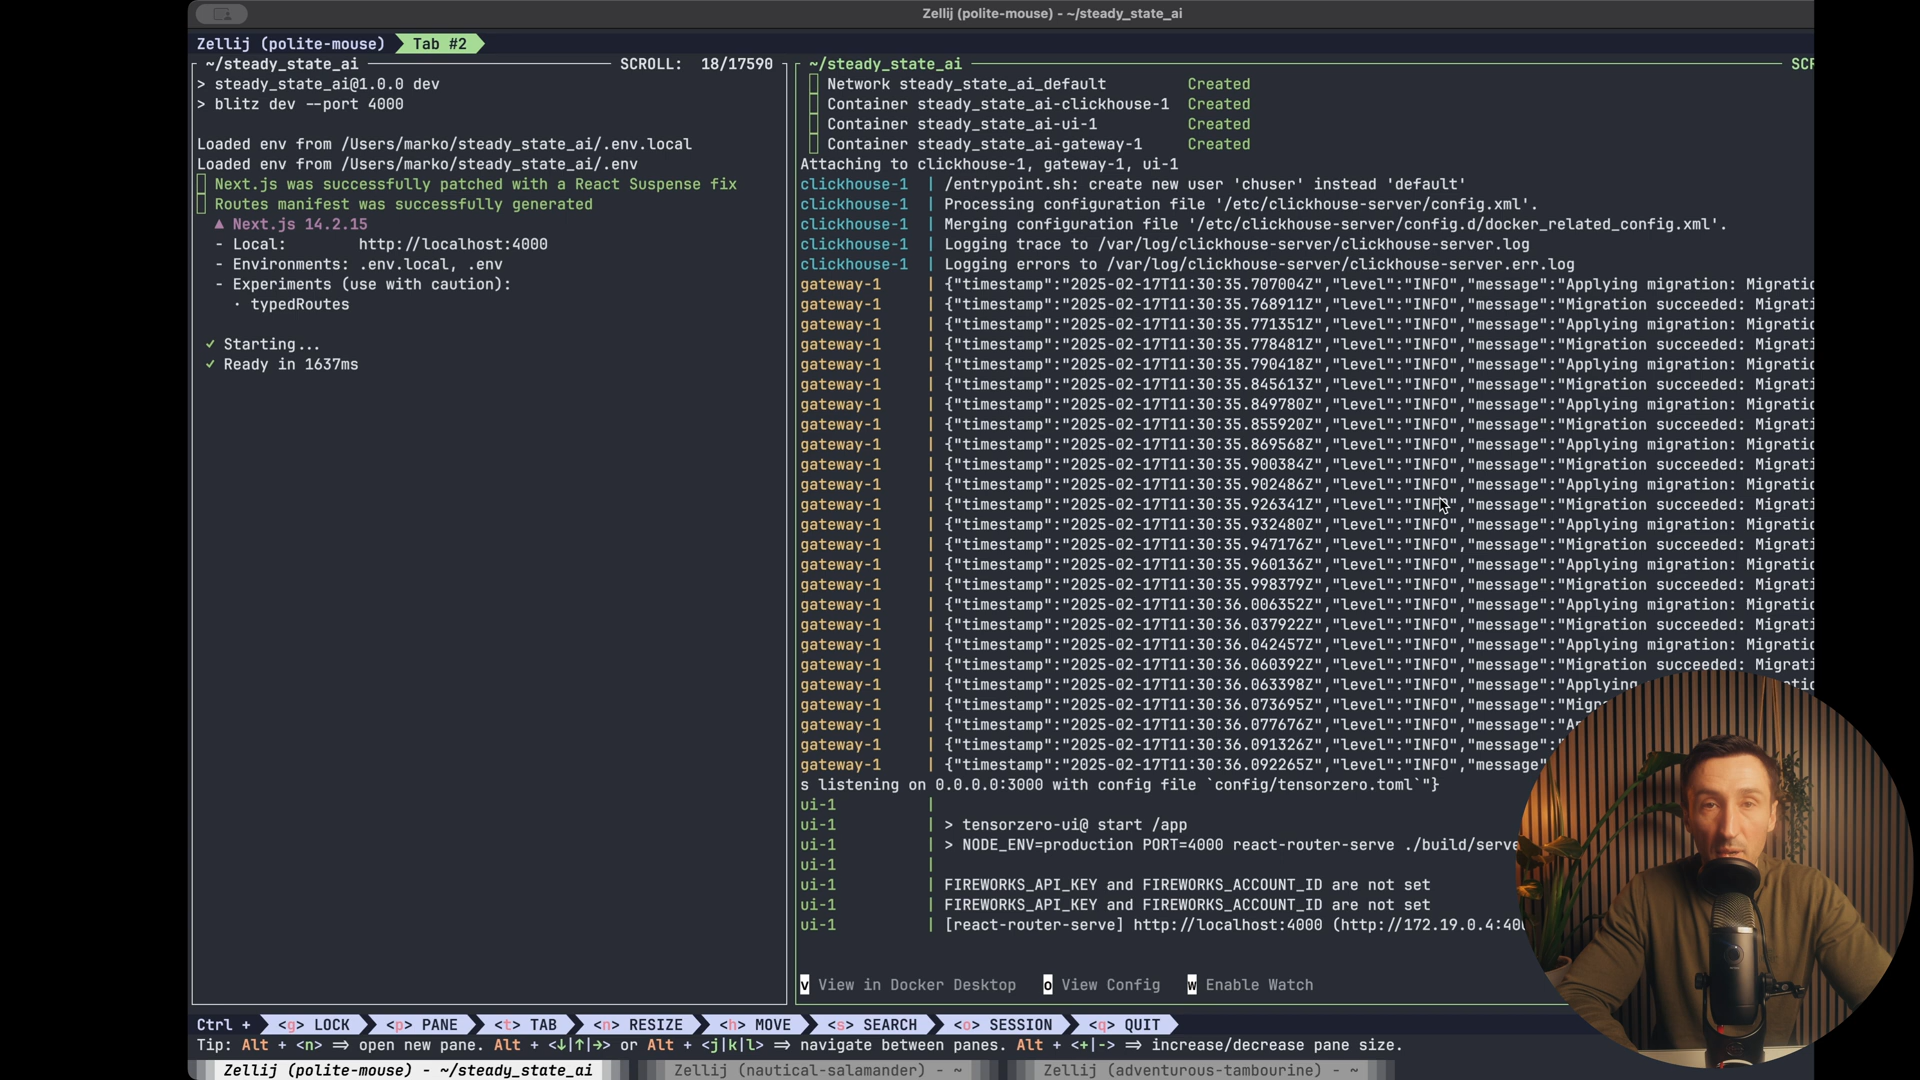 Zellij (polite-mouse) - ~/steady_state_ai
Zellij (polite-mouse) Tab #2
~/steady_state_ai SCROLL: 18/17590
> steady_state_ai@1.0.0 dev
> blitz dev --port 4000
Loaded env from /Users/marko/steady_state_ai/.env.local
Loaded env from /Users/marko/steady_state_ai/.env
Next.js was successfully patched with a React Suspense fix
Routes manifest was successfully generated
▲ Next.js 14.2.15
- Local: http://localhost:4000
- Environments: .env.local, .env
- Experiments (use with caution):
· typedRoutes
✓ Starting...
✓ Ready in 1637ms
~/steady_state_ai SCR
Network steady_state_ai_default Created
Container steady_state_ai-clickhouse-1 Created
Container steady_state_ai-ui-1 Created
Container steady_state_ai-gateway-1 Created
Attaching to clickhouse-1, gateway-1, ui-1
clickhouse-1 | /entrypoint.sh: create new user 'chuser' instead 'default'
clickhouse-1 | Processing configuration file '/etc/clickhouse-server/config.xml'.
clickhouse-1 | Merging configuration file '/etc/clickhouse-server/config.d/docker_related_config.xml'.
clickhouse-1 | Logging trace to /var/log/clickhouse-server/clickhouse-server.log
clickhouse-1 | Logging errors to /var/log/clickhouse-server/clickhouse-server.err.log
gateway-1 | {"timestamp":"2025-02-17T11:30:35.707004Z","level":"INFO","message":"Applying migration: Migratio
gateway-1 | {"timestamp":"2025-02-17T11:30:35.768911Z","level":"INFO","message":"Migration succeeded: Migrati
gateway-1 | {"timestamp":"2025-02-17T11:30:35.771351Z","level":"INFO","message":"Applying migration: Migratio
gateway-1 | {"timestamp":"2025-02-17T11:30:35.778481Z","level":"INFO","message":"Migration succeeded: Migrati
gateway-1 | {"timestamp":"2025-02-17T11:30:35.790418Z","level":"INFO","message":"Applying migration: Migratio
gateway-1 | {"timestamp":"2025-02-17T11:30:35.845613Z","level":"INFO","message":"Migration succeeded: Migrati
gateway-1 | {"timestamp":"2025-02-17T11:30:35.849780Z","level":"INFO","message":"Applying migration: Migratio
gateway-1 | {"timestamp":"2025-02-17T11:30:35.855920Z","level":"INFO","message":"Migration succeeded: Migrati
gateway-1 | {"timestamp":"2025-02-17T11:30:35.869568Z","level":"INFO","message":"Applying migration: Migratio
gateway-1 | {"timestamp":"2025-02-17T11:30:35.900384Z","level":"INFO","message":"Migration succeeded: Migrati
gateway-1 | {"timestamp":"2025-02-17T11:30:35.902486Z","level":"INFO","message":"Applying migration: Migratio
gateway-1 | {"timestamp":"2025-02-17T11:30:35.926341Z","level":"INFO","message":"Migration succeeded: Migrati
gateway-1 | {"timestamp":"2025-02-17T11:30:35.932480Z","level":"INFO","message":"Applying migration: Migratio
gateway-1 | {"timestamp":"2025-02-17T11:30:35.947176Z","level":"INFO","message":"Migration succeeded: Migrati
gateway-1 | {"timestamp":"2025-02-17T11:30:35.960136Z","level":"INFO","message":"Applying migration: Migratio
gateway-1 | {"timestamp":"2025-02-17T11:30:35.998379Z","level":"INFO","message":"Migration succeeded: Migrati
gateway-1 | {"timestamp":"2025-02-17T11:30:36.006352Z","level":"INFO","message":"Applying migration: Migratio
gateway-1 | {"timestamp":"2025-02-17T11:30:36.037922Z","level":"INFO","message":"Migration succeeded: Migrati
gateway-1 | {"timestamp":"2025-02-17T11:30:36.042457Z","level":"INFO","message":"Applying migration: Migratio
gateway-1 | {"timestamp":"2025-02-17T11:30:36.060392Z","level":"INFO","message":"Migration succeeded: Migrati
gateway-1 | {"timestamp":"2025-02-17T11:30:36.063398Z","level":"INFO","message":"Applying
gateway-1 | {"timestamp":"2025-02-17T11:30:36.073695Z","level":"INFO","message":"Migr
gateway-1 | {"timestamp":"2025-02-17T11:30:36.077676Z","level":"INFO","message":"A
gateway-1 | {"timestamp":"2025-02-17T11:30:36.091326Z","level":"INFO","message":
gateway-1 | {"timestamp":"2025-02-17T11:30:36.092265Z","level":"INFO","message"
s listening on 0.0.0.0:3000 with config file `config/tensorzero.toml`"}
ui-1 |
ui-1 | > tensorzero-ui@ start /app
ui-1 | > NODE_ENV=production PORT=4000 react-router-serve ./build/serve
ui-1 |
ui-1 | FIREWORKS_API_KEY and FIREWORKS_ACCOUNT_ID are not set
ui-1 | FIREWORKS_API_KEY and FIREWORKS_ACCOUNT_ID are not set
ui-1 | [react-router-serve] http://localhost:4000 (http://172.19.0.4:40
v View in Docker Desktop o View Config w Enable Watch
Ctrl + <g> LOCK <p> PANE <t> TAB <n> RESIZE <h> MOVE <s> SEARCH <o> SESSION <q> QUIT
Tip: Alt + <n> => open new pane. Alt + <↓|↑|→> or Alt + <j|k|l> => navigate between panes. Alt + <+|-> => increase/decrease pane size.
Zellij (polite-mouse) - ~/steady_state_ai Zellij (nautical-salamander) - ~ Zellij (adventurous-tambourine) - ~